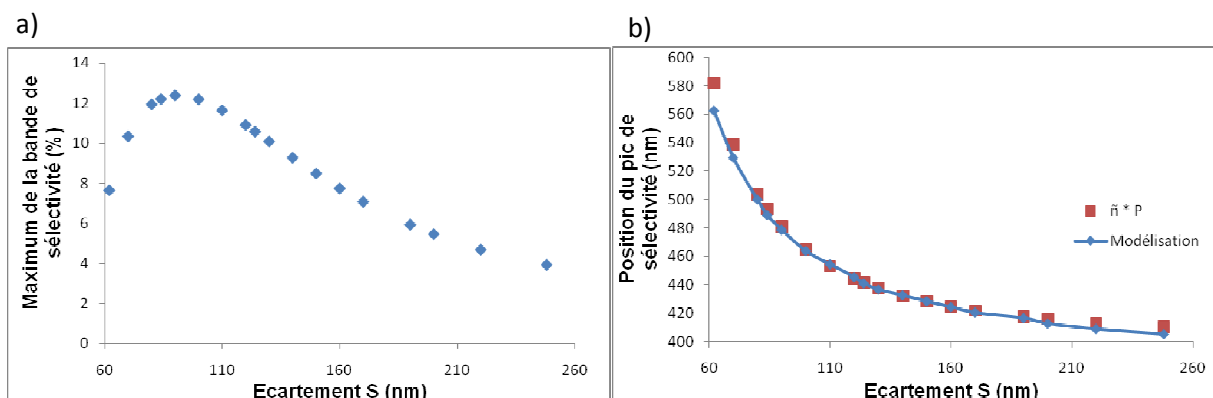 a)
Maximum de la bande de
sélectivité (%)
14
12
10
8
6
4
2
0
60
110
160
210
260
Ecartement S (nm)
b)
Position du pic de
sélectivité (nm)
600
580
560
540
520
500
480
460
440
420
400
ñ * P
Modélisation
60
110
160
210
260
Ecartement S (nm)